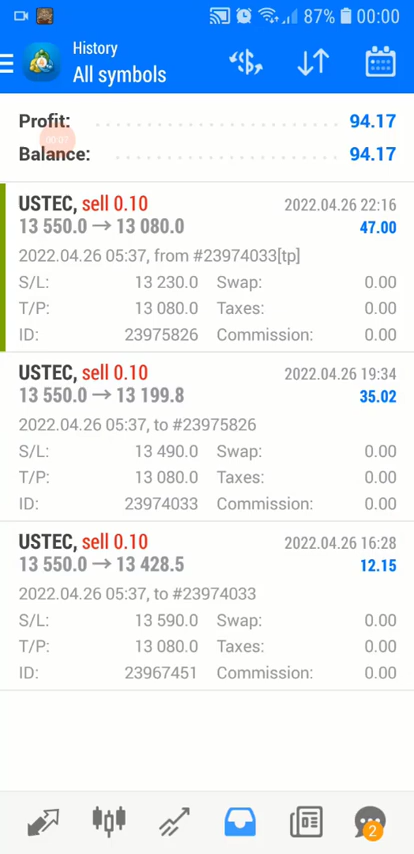 87% 00:00
History
All symbols
Profit: 94.17
00:07
Balance: 94.17
USTEC, sell 0.10 2022.04.26 22:16
13 550.0 → 13 080.0 47.00
2022.04.26 05:37, from #23974033[tp]
S/L: 13 230.0 Swap: 0.00
T/P: 13 080.0 Taxes: 0.00
ID: 23975826 Commission: 0.00
USTEC, sell 0.10 2022.04.26 19:34
13 550.0 → 13 199.8 35.02
2022.04.26 05:37, to #23975826
S/L: 13 490.0 Swap: 0.00
T/P: 13 080.0 Taxes: 0.00
ID: 23974033 Commission: 0.00
USTEC, sell 0.10 2022.04.26 16:28
13 550.0 → 13 428.5 12.15
2022.04.26 05:37, to #23974033
S/L: 13 590.0 Swap: 0.00
T/P: 13 080.0 Taxes: 0.00
ID: 23967451 Commission: 0.00
2